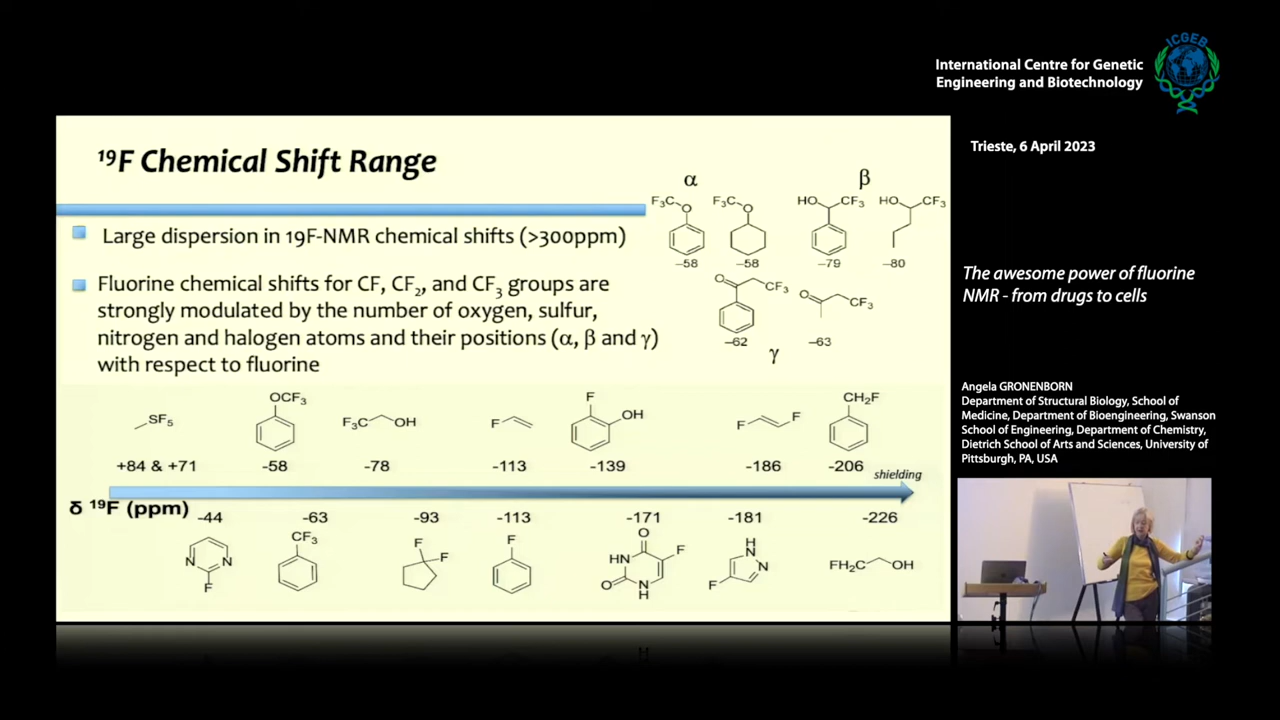 ICGEB
International Centre for Genetic
Engineering and Biotechnology
Trieste, 6 April 2023
¹⁹F Chemical Shift Range
Large dispersion in 19F-NMR chemical shifts (>300ppm)
Fluorine chemical shifts for CF, CF₂, and CF₃ groups are
strongly modulated by the number of oxygen, sulfur,
nitrogen and halogen atoms and their positions (α, β and γ)
with respect to fluorine
α β
F₃C O F₃C O HO CF₃ HO CF₃
-58 -58 -79 -80
O CF₃ O CF₃
-62 -63
γ
SF₅ OCF₃ F₃C OH F F OH F F CH₂F
+84 & +71 -58 -78 -113 -139 -186 -206
shielding
δ ¹⁹F (ppm) -44 -63 -93 -113 -171 -181 -226
N N F CF₃ F F F O HN F O N H H N N F FH₂C OH
The awesome power of fluorine
NMR - from drugs to cells
Angela GRONENBORN
Department of Structural Biology, School of
Medicine, Department of Bioengineering, Swanson
School of Engineering, Department of Chemistry,
Dietrich School of Arts and Sciences, University of
Pittsburgh, PA, USA